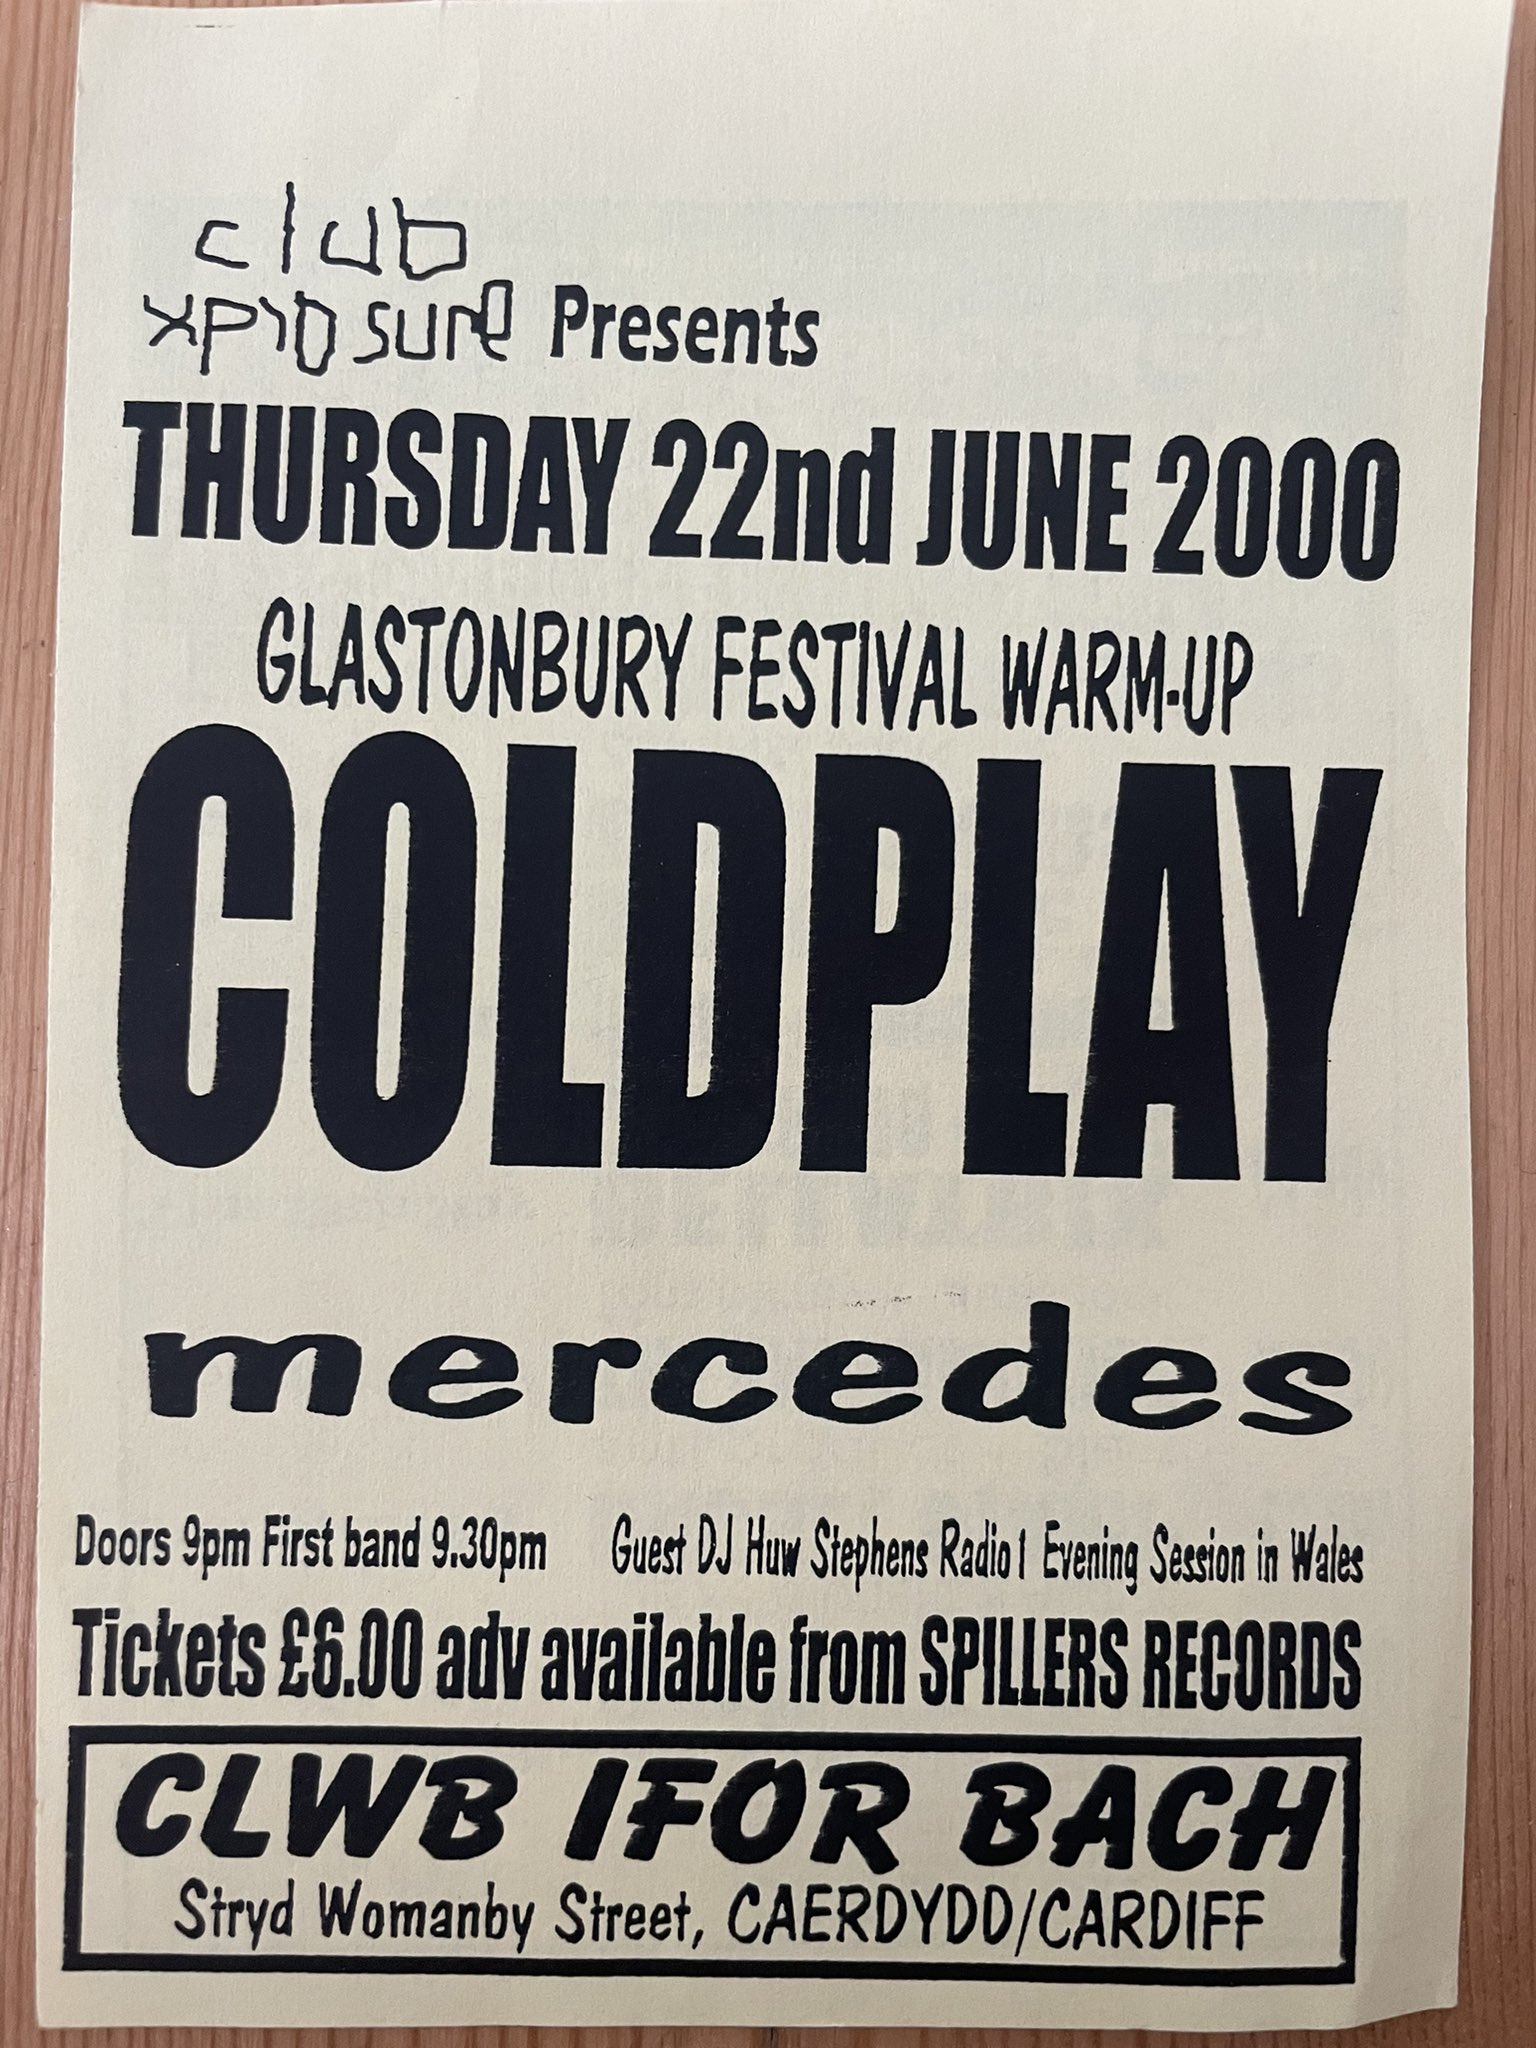 club
xpłosure Presents
THURSDAY 22nd JUNE 2000
GLASTONBURY FESTIVAL WARM-UP
COLDPLAY
mercedes
Doors 9pm First band 9.30pm Guest DJ Huw Stephens Radio 1 Evening Session in Wales
Tickets £6.00 adv available from SPILLERS RECORDS
CLWB IFOR BACH
Stryd Womanby Street, CAERDYDD/CARDIFF